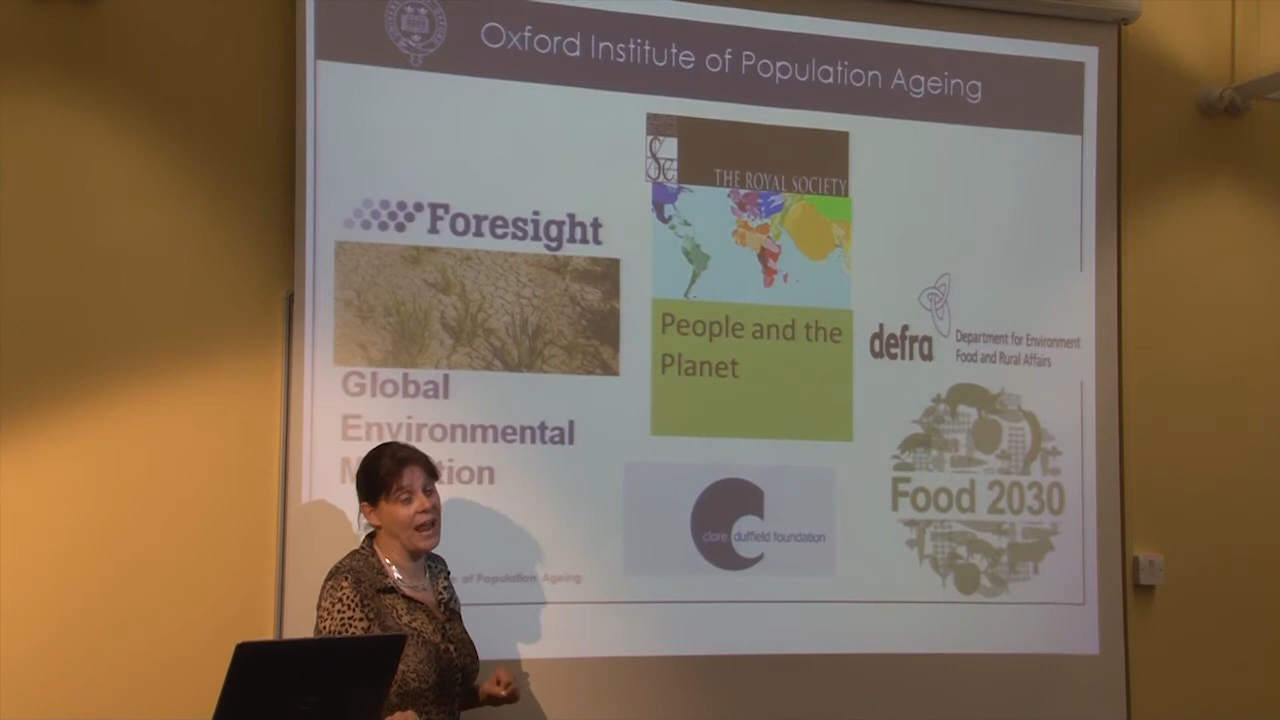 Oxford Institute of Population Ageing
THE ROYAL SOCIETY
Foresight
People and the
Planet
defra
Department for Environment
Food and Rural Affairs
Global
Environmental
Food 2030
clore duffield foundation
of Population Ageing